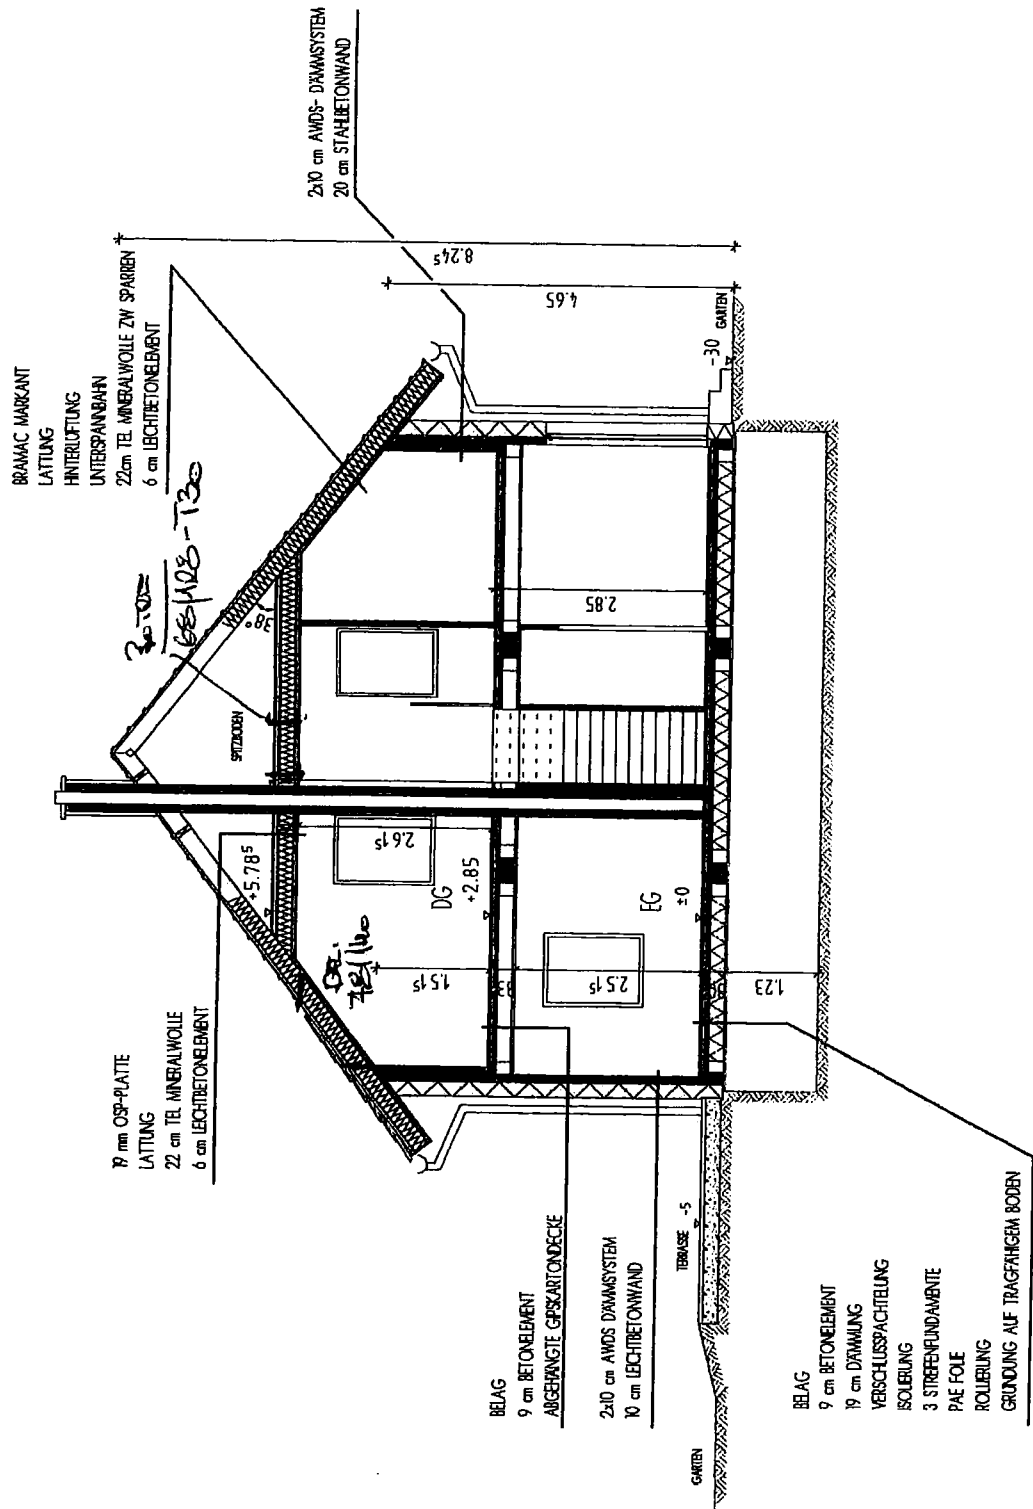 BRAMAC MARKANT
LATTUNG
HINTERLÜFTUNG
UNTERSPANNBAHN
22cm TEL MINERALWOLLE ZW SPARREN
6 cm LEICHTBETONELEMENT
2x10 cm AWDS- DÄMMSYSTEM
20 cm STAHLBETONWAND
19 mm OSP-PLATTE
LATTUNG
22 cm TEL MINERALWOLLE
6 cm LEICHTBETONELEMENT
38°
SPITZBODEN
+5.78⁵
2.61⁵
DG
+2.85
78/140
1.51⁵
33
2.85
EG
±0
2.51⁵
1.23
8.24⁵
4.65
-30
GARTEN
BELAG
9 cm BETONELEMENT
ABGEHÄNGTE GIPSKARTONDECKE
2x10 cm AWDS DÄMMSYSTEM
10 cm LEICHTBETONWAND
TERRASSE -5
GARTEN
BELAG
9 cm BETONELEMENT
19 cm DÄMMUNG
VERSCHLUSSPACHTELUNG
ISOLIERUNG
3 STREIFENFUNDAMENTE
PAE FOLIE
ROLLIERUNG
GRÜNDUNG AUF TRAGFÄHIGEM BODEN